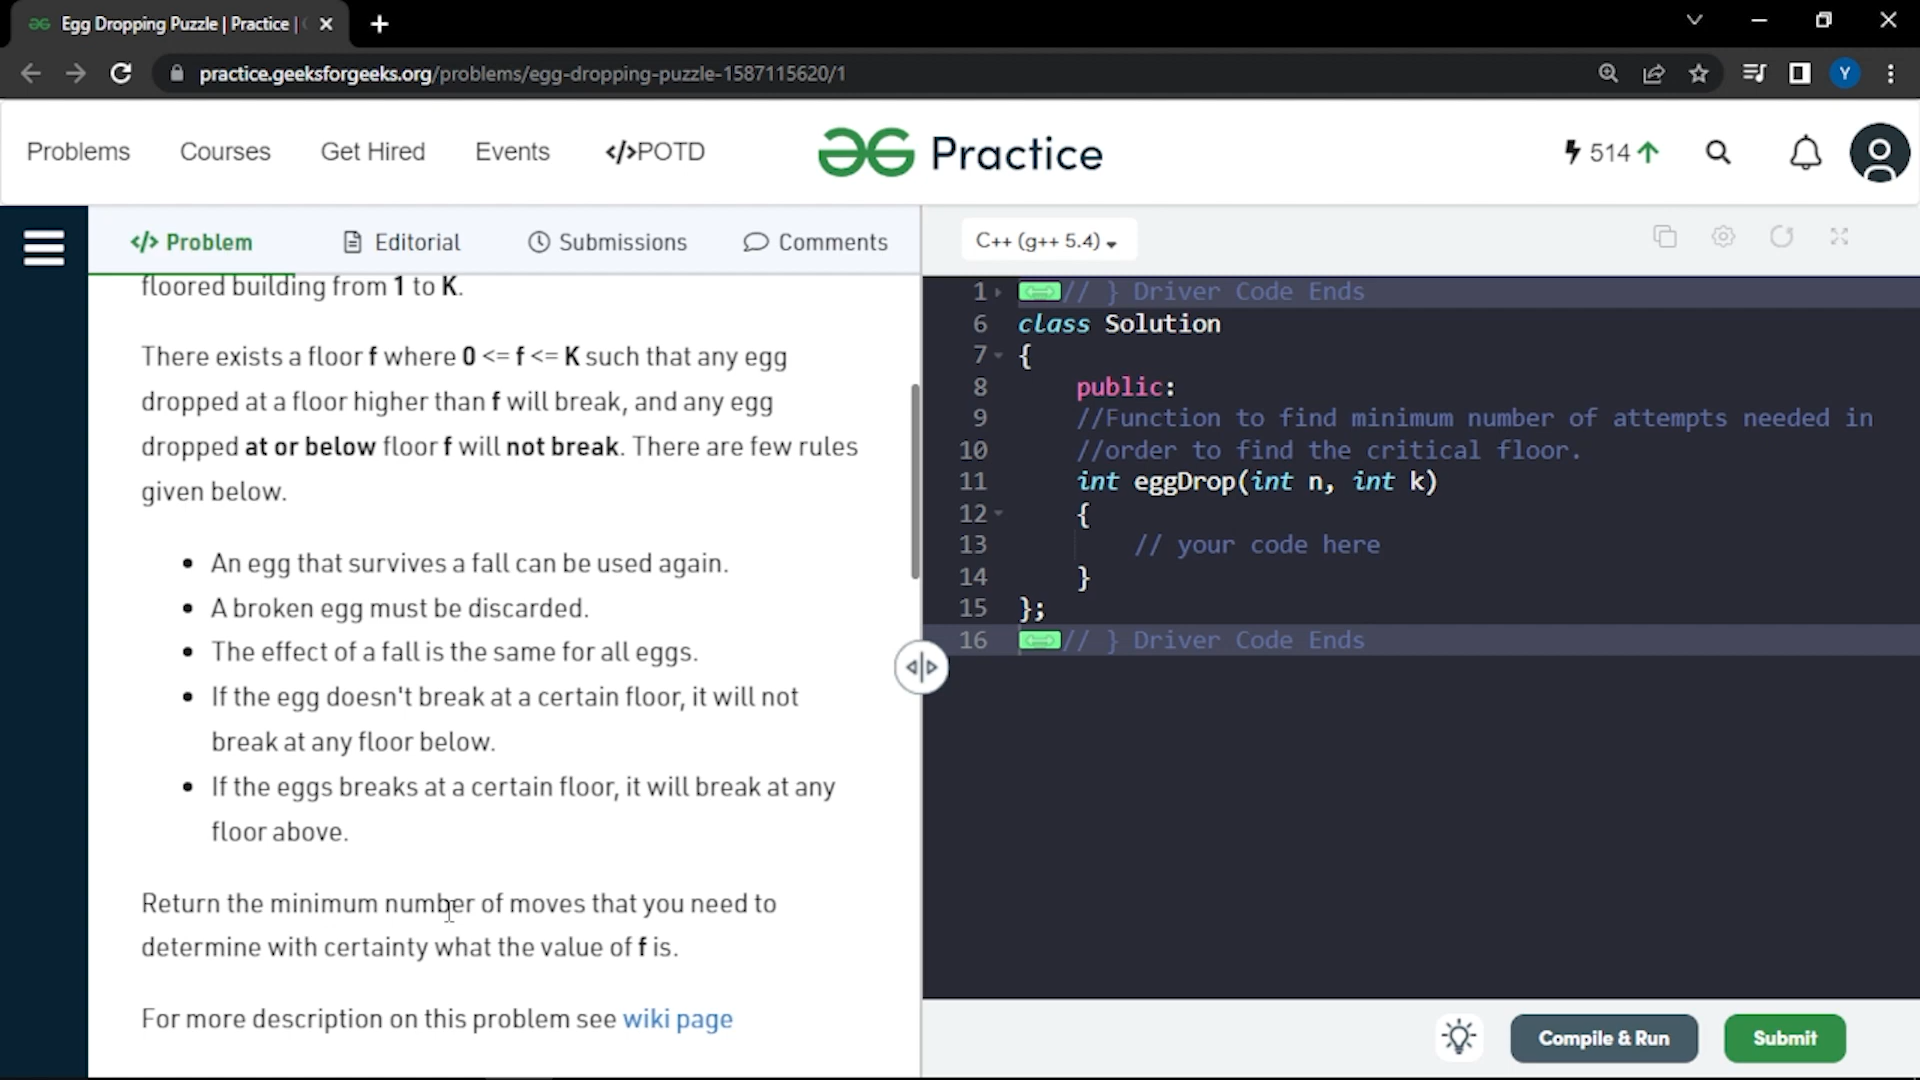 Egg Dropping Puzzle | Practice |
practice.geeksforgeeks.org/problems/egg-dropping-puzzle-1587115620/1
Y
Problems Courses Get Hired Events </>POTD Practice 514
</> Problem Editorial Submissions Comments
C++ (g++ 5.4)
floored building from 1 to K.
There exists a floor f where 0 <= f <= K such that any egg
dropped at a floor higher than f will break, and any egg
dropped at or below floor f will not break. There are few rules
given below.
• An egg that survives a fall can be used again.
• A broken egg must be discarded.
• The effect of a fall is the same for all eggs.
• If the egg doesn't break at a certain floor, it will not
break at any floor below.
• If the eggs breaks at a certain floor, it will break at any
floor above.
Return the minimum number of moves that you need to
determine with certainty what the value of f is.
For more description on this problem see wiki page
1 // } Driver Code Ends
6 class Solution
7 {
8 public:
9 //Function to find minimum number of attempts needed in
10 //order to find the critical floor.
11 int eggDrop(int n, int k)
12 {
13 // your code here
14 }
15 };
16 // } Driver Code Ends
Compile & Run Submit